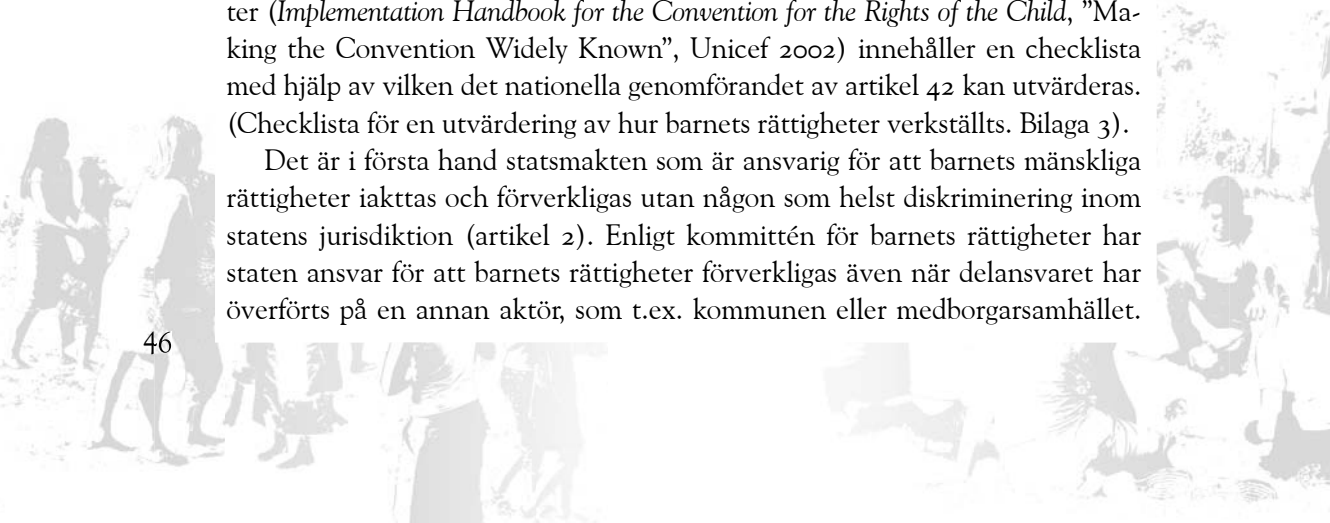 ter (Implementation Handbook for the Convention for the Rights of the Child, ”Ma-
king the Convention Widely Known”, Unicef 2002) innehåller en checklista
med hjälp av vilken det nationella genomförandet av artikel 42 kan utvärderas.
(Checklista för en utvärdering av hur barnets rättigheter verkställts. Bilaga 3).
Det är i första hand statsmakten som är ansvarig för att barnets mänskliga
rättigheter iakttas och förverkligas utan någon som helst diskriminering inom
statens jurisdiktion (artikel 2). Enligt kommittén för barnets rättigheter har
staten ansvar för att barnets rättigheter förverkligas även när delansvaret har
överförts på en annan aktör, som t.ex. kommunen eller medborgarsamhället.
46